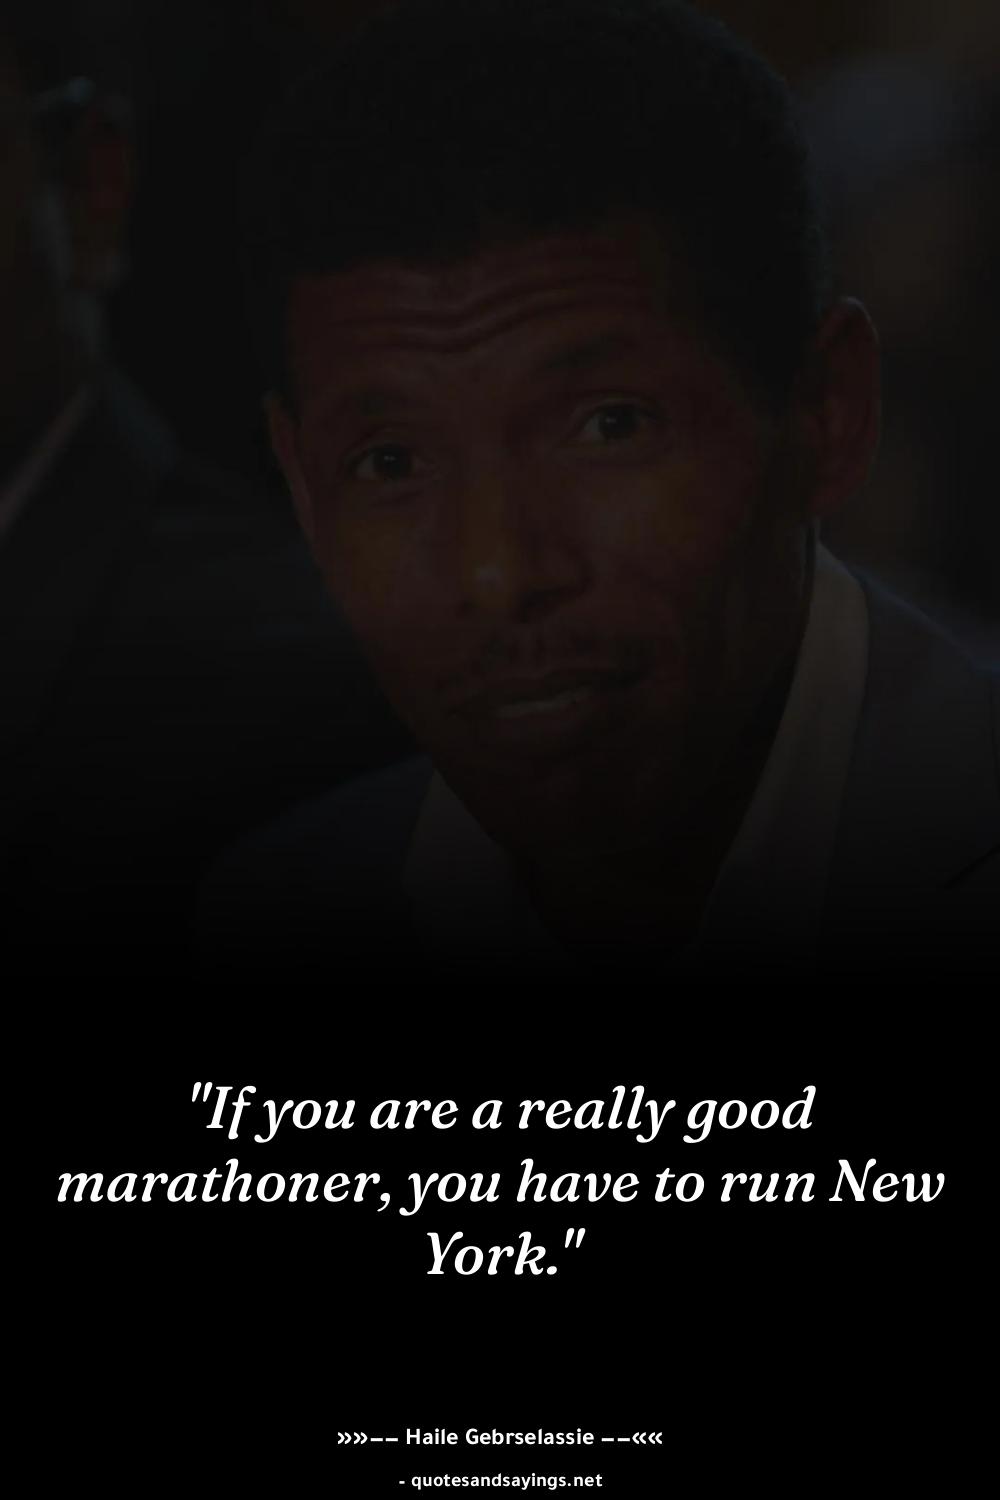 "If you are a really good
marathoner, you have to run New
York."
»»–– Haile Gebrselassie ––««
- quotesandsayings.net